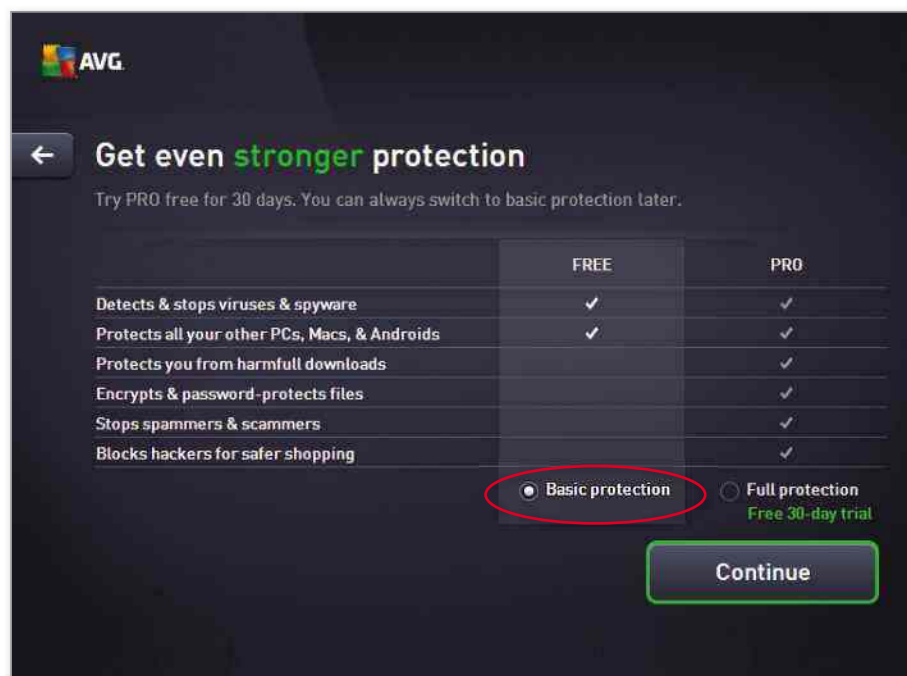 AVG
Get even stronger protection
Try PRO free for 30 days. You can always switch to basic protection later.
FREE PRO
Detects & stops viruses & spyware
Protects all your other PCs, Macs, & Androids
Protects you from harmfull downloads
Encrypts & password-protects files
Stops spammers & scammers
Blocks hackers for safer shopping
Basic protection Full protection
Free 30-day trial
Continue